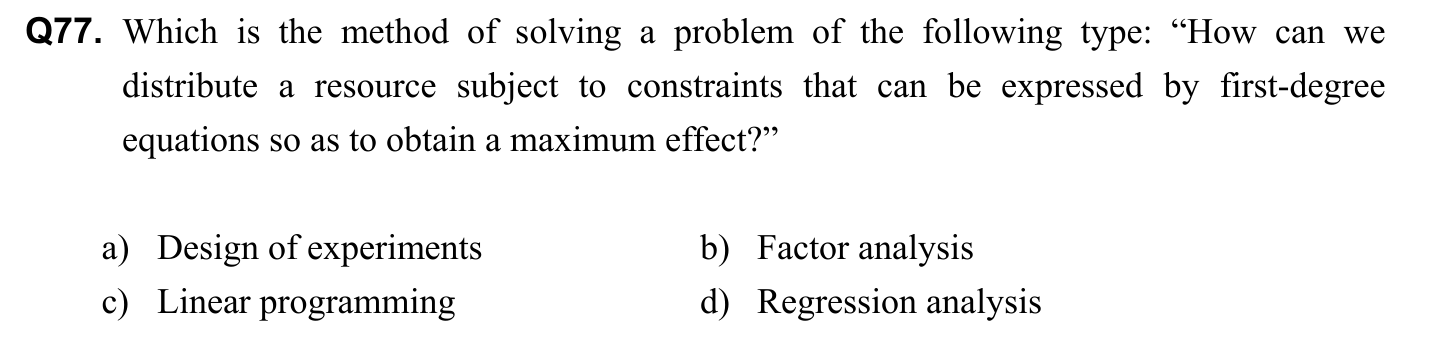 Q77. Which is the method of solving a problem of the following type: “How can we
distribute a resource subject to constraints that can be expressed by first-degree
equations so as to obtain a maximum effect?”
a) Design of experiments b) Factor analysis
c) Linear programming d) Regression analysis